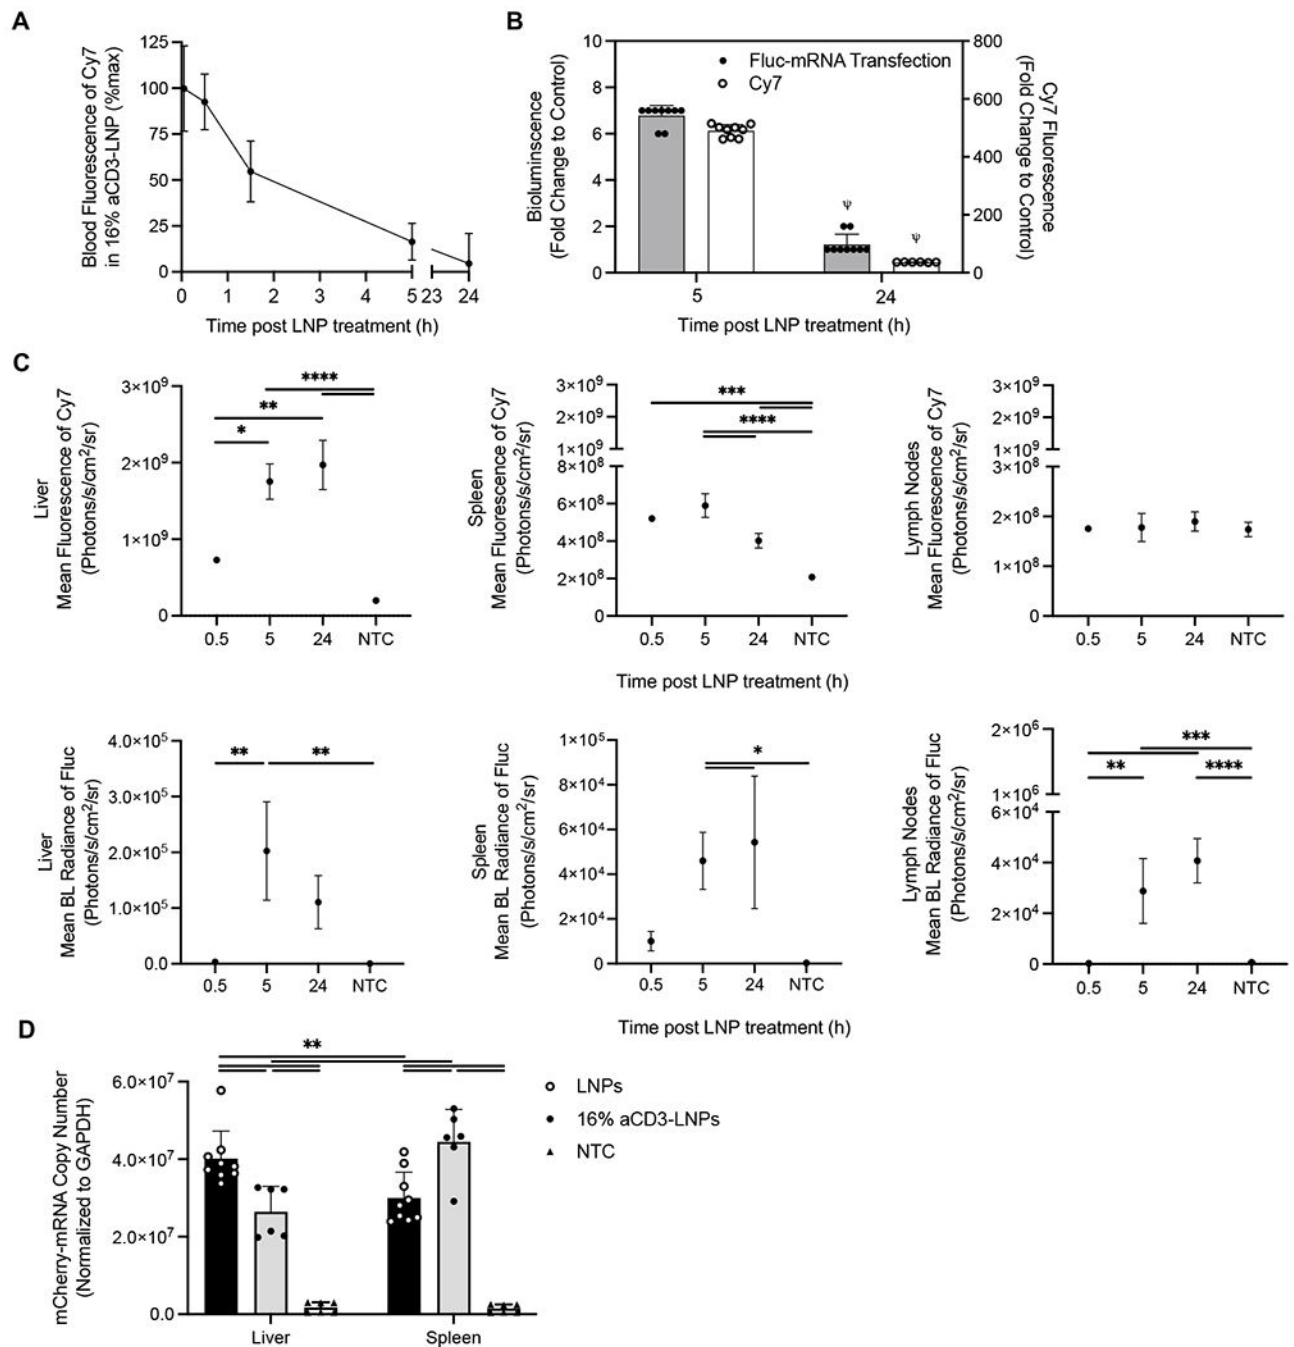 A
Blood Fluorescence of Cy7
in 16% aCD3-LNP (%max)
125
100
75
50
25
0
0 1 2 3 4 5 23 24
Time post LNP treatment (h)
B
Bioluminscence
(Fold Change to Control)
10
8
6
4
2
0
Fluc-mRNA Transfection
Cy7
ψ
ψ
800
600
400
200
0
Cy7 Fluorescence
(Fold Change to Control)
5 24
Time post LNP treatment (h)
C
Liver
Mean Fluorescence of Cy7
(Photons/s/cm²/sr)
3×10⁹
2×10⁹
1×10⁹
0
****
**
*
0.5 5 24 NTC
Spleen
Mean Fluorescence of Cy7
(Photons/s/cm²/sr)
3×10⁹
2×10⁹
1×10⁹
8×10⁸
6×10⁸
4×10⁸
2×10⁸
0
***
****
0.5 5 24 NTC
Time post LNP treatment (h)
Lymph Nodes
Mean Fluorescence of Cy7
(Photons/s/cm²/sr)
3×10⁹
2×10⁹
1×10⁹
3×10⁸
2×10⁸
1×10⁸
0
0.5 5 24 NTC
Liver
Mean BL Radiance of Fluc
(Photons/s/cm²/sr)
4.0×10⁵
3.0×10⁵
2.0×10⁵
1.0×10⁵
0.0
** **
0.5 5 24 NTC
Spleen
Mean BL Radiance of Fluc
(Photons/s/cm²/sr)
1×10⁵
8×10⁴
6×10⁴
4×10⁴
2×10⁴
0
*
0.5 5 24 NTC
Time post LNP treatment (h)
Lymph Nodes
Mean BL Radiance of Fluc
(Photons/s/cm²/sr)
2×10⁶
1×10⁶
6×10⁴
4×10⁴
2×10⁴
0
***
** ****
0.5 5 24 NTC
D
mCherry-mRNA Copy Number
(Normalized to GAPDH)
6.0×10⁷
4.0×10⁷
2.0×10⁷
0.0
**
Liver Spleen
LNPs
16% aCD3-LNPs
NTC